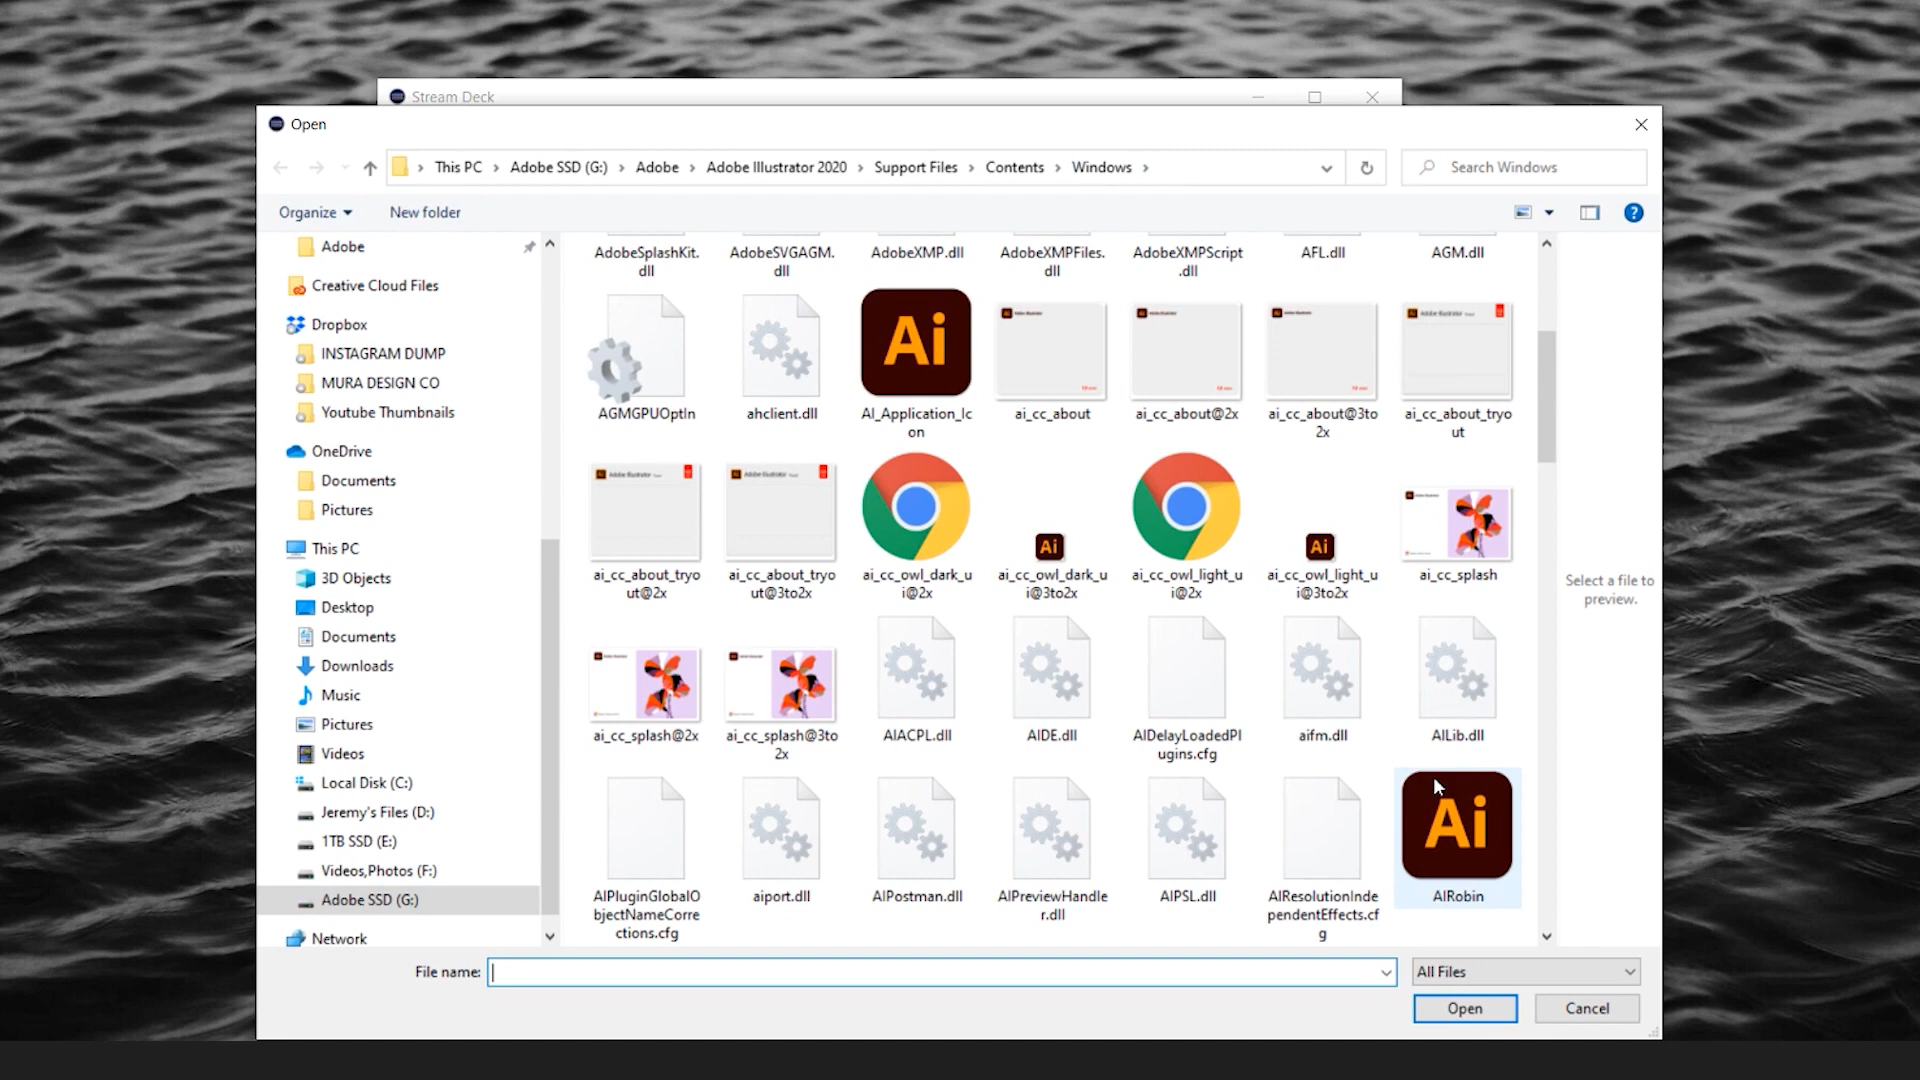 Stream Deck
Open
This PC > Adobe SSD (G:) > Adobe > Adobe Illustrator 2020 > Support Files > Contents > Windows >
Search Windows
Organize
New folder
?
Adobe
Creative Cloud Files
Dropbox
INSTAGRAM DUMP
MURA DESIGN CO
Youtube Thumbnails
OneDrive
Documents
Pictures
This PC
3D Objects
Desktop
Documents
Downloads
Music
Pictures
Videos
Local Disk (C:)
Jeremy's Files (D:)
1TB SSD (E:)
Videos,Photos (F:)
Adobe SSD (G:)
Network
AdobeSplashKit.
dll
AdobeSVGAGM.
dll
AdobeXMP.dll
AdobeXMPFiles.
dll
AdobeXMPScript
.dll
AFL.dll
AGM.dll
Ai
AGMGPUOptIn
ahclient.dll
AI_Application_Ic
on
ai_cc_about
ai_cc_about@2x
ai_cc_about@3to
2x
ai_cc_about_tryo
ut
Ai
Ai
ai_cc_about_tryo
ut@2x
ai_cc_about_tryo
ut@3to2x
ai_cc_owl_dark_u
i@2x
ai_cc_owl_dark_u
i@3to2x
ai_cc_owl_light_u
i@2x
ai_cc_owl_light_u
i@3to2x
ai_cc_splash
ai_cc_splash@2x
ai_cc_splash@3to
2x
AIACPL.dll
AIDE.dll
AIDelayLoadedPl
ugins.cfg
aifm.dll
AILib.dll
Ai
AIPluginGlobalO
bjectNameCorre
ctions.cfg
aiport.dll
AIPostman.dll
AIPreviewHandle
r.dll
AIPSL.dll
AIResolutionInde
pendentEffects.cf
g
AIRobin
Select a file to
preview.
File name:
All Files
Open
Cancel